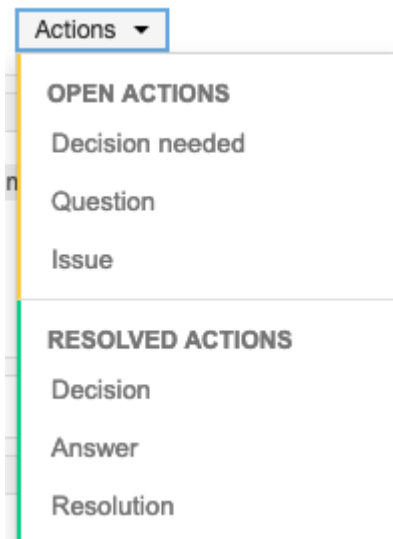 Actions
OPEN ACTIONS
Decision needed
Question
Issue
RESOLVED ACTIONS
Decision
Answer
Resolution